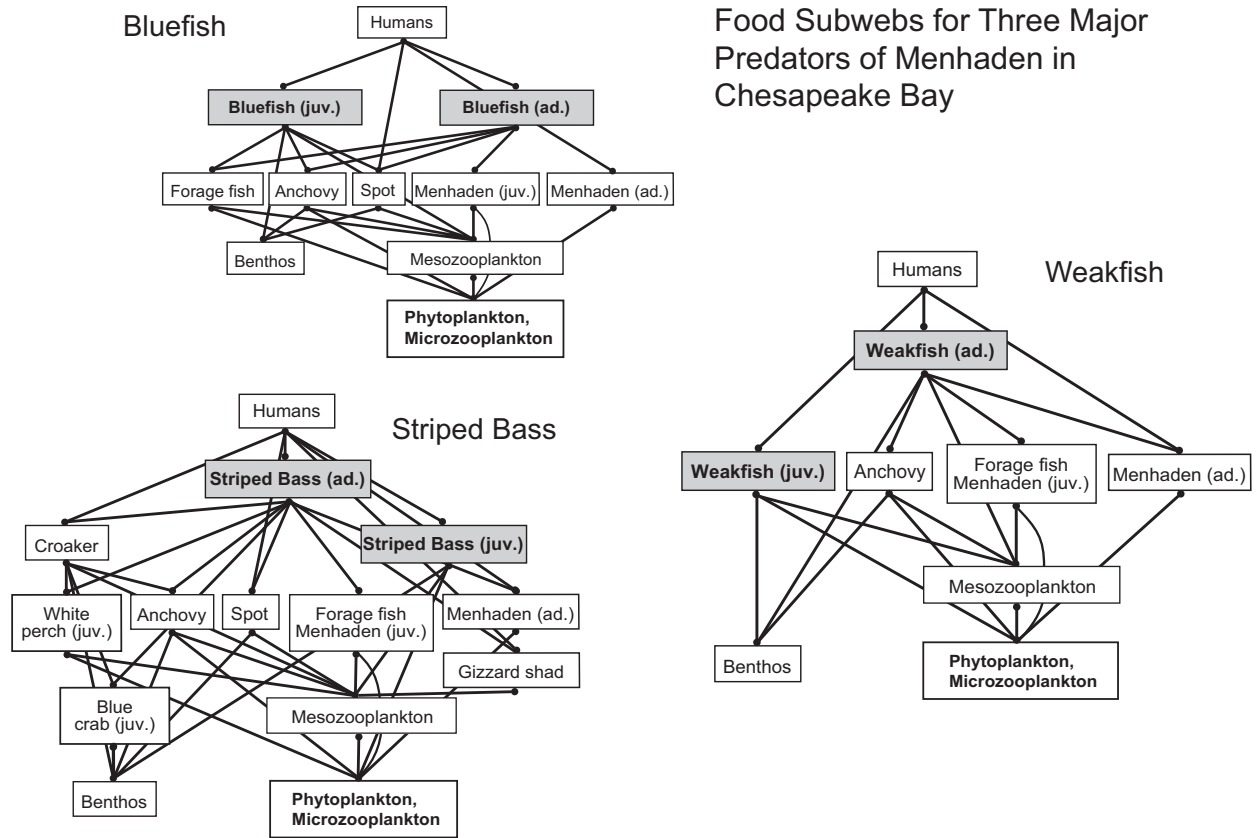 Bluefish
Humans
Food Subwebs for Three Major
Predators of Menhaden in
Chesapeake Bay
Bluefish (juv.)
Bluefish (ad.)
Forage fish
Anchovy
Spot
Menhaden (juv.)
Menhaden (ad.)
Benthos
Mesozooplankton
Phytoplankton,
Microzooplankton
Striped Bass
Humans
Striped Bass (ad.)
Croaker
Striped Bass (juv.)
White
perch (juv.)
Anchovy
Spot
Forage fish
Menhaden (juv.)
Menhaden (ad.)
Gizzard shad
Blue
crab (juv.)
Mesozooplankton
Benthos
Phytoplankton,
Microzooplankton
Weakfish
Humans
Weakfish (ad.)
Weakfish (juv.)
Anchovy
Forage fish
Menhaden (juv.)
Menhaden (ad.)
Mesozooplankton
Benthos
Phytoplankton,
Microzooplankton